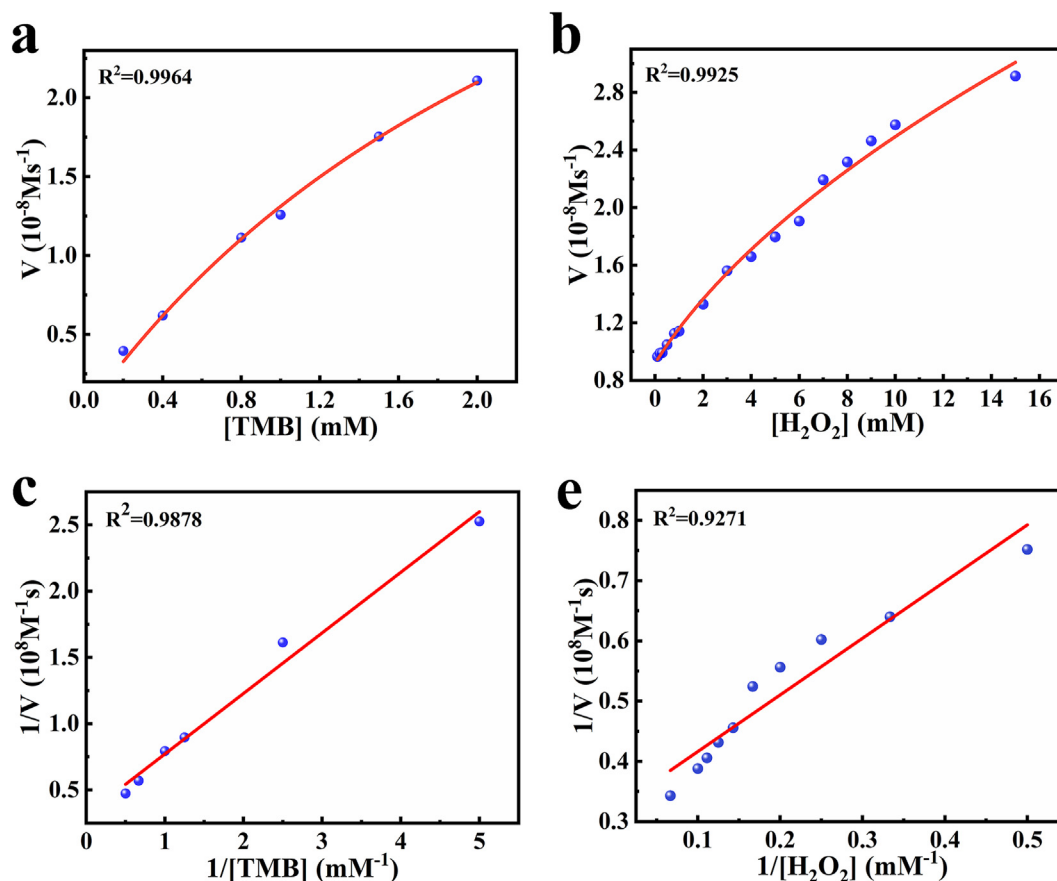 a
R²=0.9964
V (10⁻⁸Ms⁻¹)
2.0
1.5
1.0
0.5
0.0 0.4 0.8 1.2 1.6 2.0
[TMB] (mM)
b
R²=0.9925
V (10⁻⁸Ms⁻¹)
2.8
2.4
2.0
1.6
1.2
0.8
0 2 4 6 8 10 12 14 16
[H₂O₂] (mM)
c
R²=0.9878
1/V (10⁸M⁻¹s)
2.5
1.5
1.0
0.5
0 1 2 3 4 5
1/[TMB] (mM⁻¹)
e
R²=0.9271
1/V (10⁸M⁻¹s)
0.8
0.7
0.6
0.5
0.4
0.3
0.1 0.2 0.3 0.4 0.5
1/[H₂O₂] (mM⁻¹)